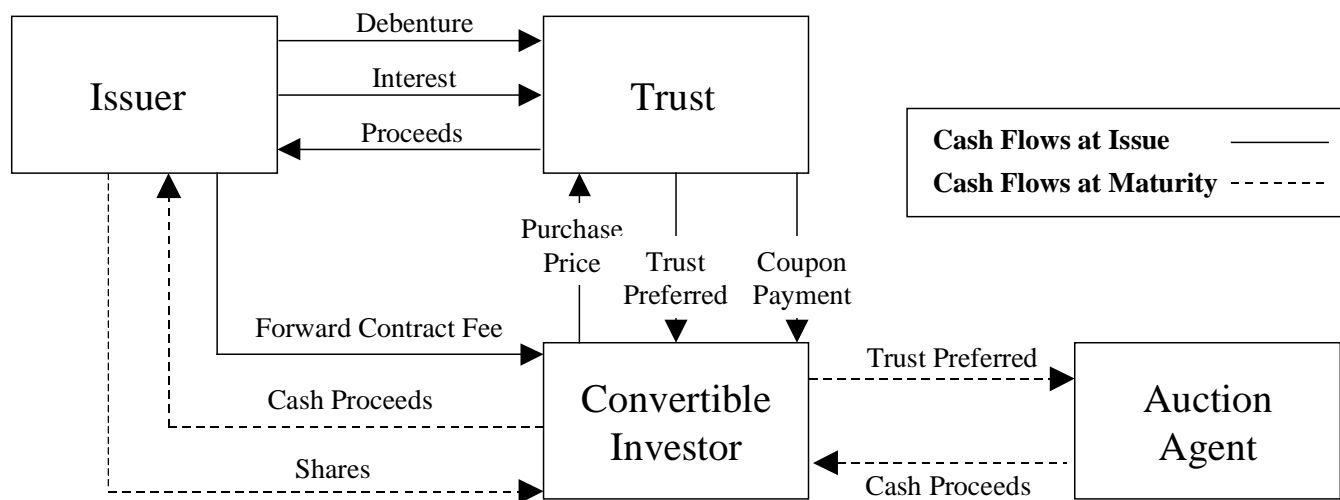 Debenture
Issuer
Interest
Trust
Proceeds
Cash Flows at Issue
Cash Flows at Maturity
Purchase
Price
Trust
Preferred
Coupon
Payment
Forward Contract Fee
Trust Preferred
Cash Proceeds
Convertible
Investor
Auction
Agent
Shares
Cash Proceeds